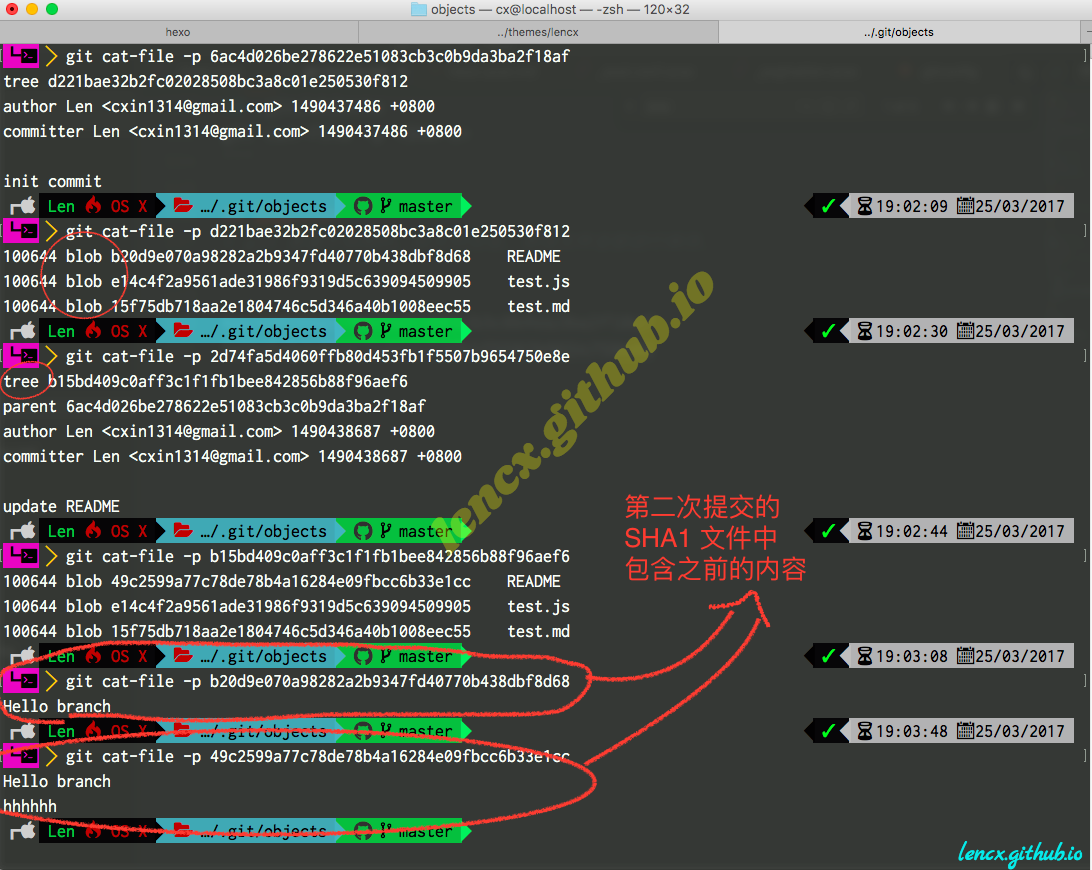 objects — cx@localhost — -zsh — 120×32
hexo ../themes/lencx ../.git/objects
git cat-file -p 6ac4d026be278622e51083cb3c0b9da3ba2f18af
tree d221bae32b2fc02028508bc3a8c01e250530f812
author Len <cxin1314@gmail.com> 1490437486 +0800
committer Len <cxin1314@gmail.com> 1490437486 +0800
init commit
Len OS X …/.git/objects master ✓ 19:02:09 25/03/2017
git cat-file -p d221bae32b2fc02028508bc3a8c01e250530f812
100644 blob b20d9e070a98282a2b9347fd40770b438dbf8d68 README
100644 blob e14c4f2a9561ade31986f9319d5c639094509905 test.js
100644 blob 15f75db718aa2e1804746c5d346a40b1008eec55 test.md
Len OS X …/.git/objects master ✓ 19:02:30 25/03/2017
git cat-file -p 2d74fa5d4060ffb80d453fb1f5507b9654750e8e
tree b15bd409c0aff3c1f1fb1bee842856b88f96aef6
parent 6ac4d026be278622e51083cb3c0b9da3ba2f18af
author Len <cxin1314@gmail.com> 1490438687 +0800
committer Len <cxin1314@gmail.com> 1490438687 +0800
update README
Len OS X …/.git/objects master ✓ 19:02:44 25/03/2017
git cat-file -p b15bd409c0aff3c1f1fb1bee842856b88f96aef6
100644 blob 49c2599a77c78de78b4a16284e09fbcc6b33e1cc README
100644 blob e14c4f2a9561ade31986f9319d5c639094509905 test.js
100644 blob 15f75db718aa2e1804746c5d346a40b1008eec55 test.md
Len OS X …/.git/objects master ✓ 19:03:08 25/03/2017
git cat-file -p b20d9e070a98282a2b9347fd40770b438dbf8d68
Hello branch
Len OS X …/.git/objects master ✓ 19:03:48 25/03/2017
git cat-file -p 49c2599a77c78de78b4a16284e09fbcc6b33e1cc
Hello branch
hhhhhh
Len OS X …/.git/objects master
第二次提交的
SHA1 文件中
包含之前的内容
lencx.github.io
lencx.github.io